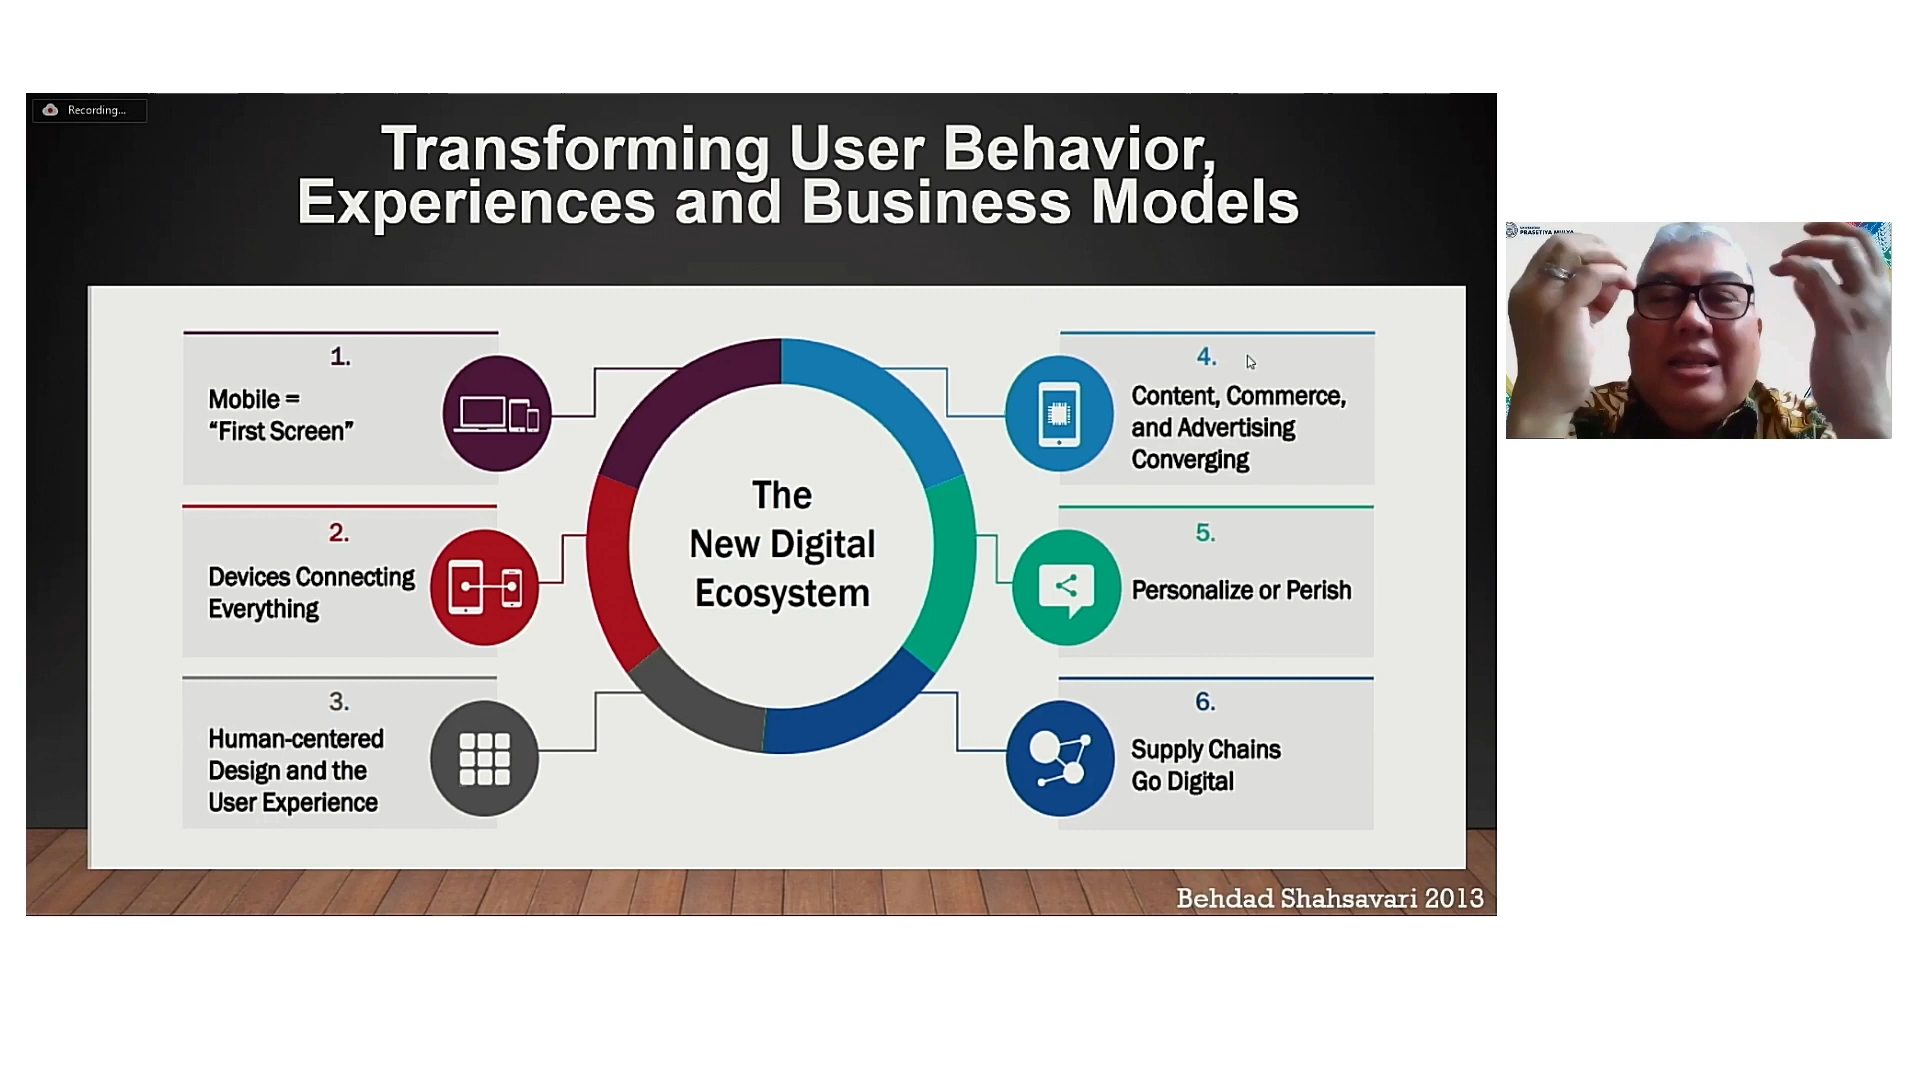 Recording...
Transforming User Behavior,
Experiences and Business Models
1.
Mobile =
“First Screen”
2.
Devices Connecting
Everything
3.
Human-centered
Design and the
User Experience
The
New Digital
Ecosystem
4.
Content, Commerce,
and Advertising
Converging
5.
Personalize or Perish
6.
Supply Chains
Go Digital
Behdad Shahsavari 2013
PRASETIYA MULYA